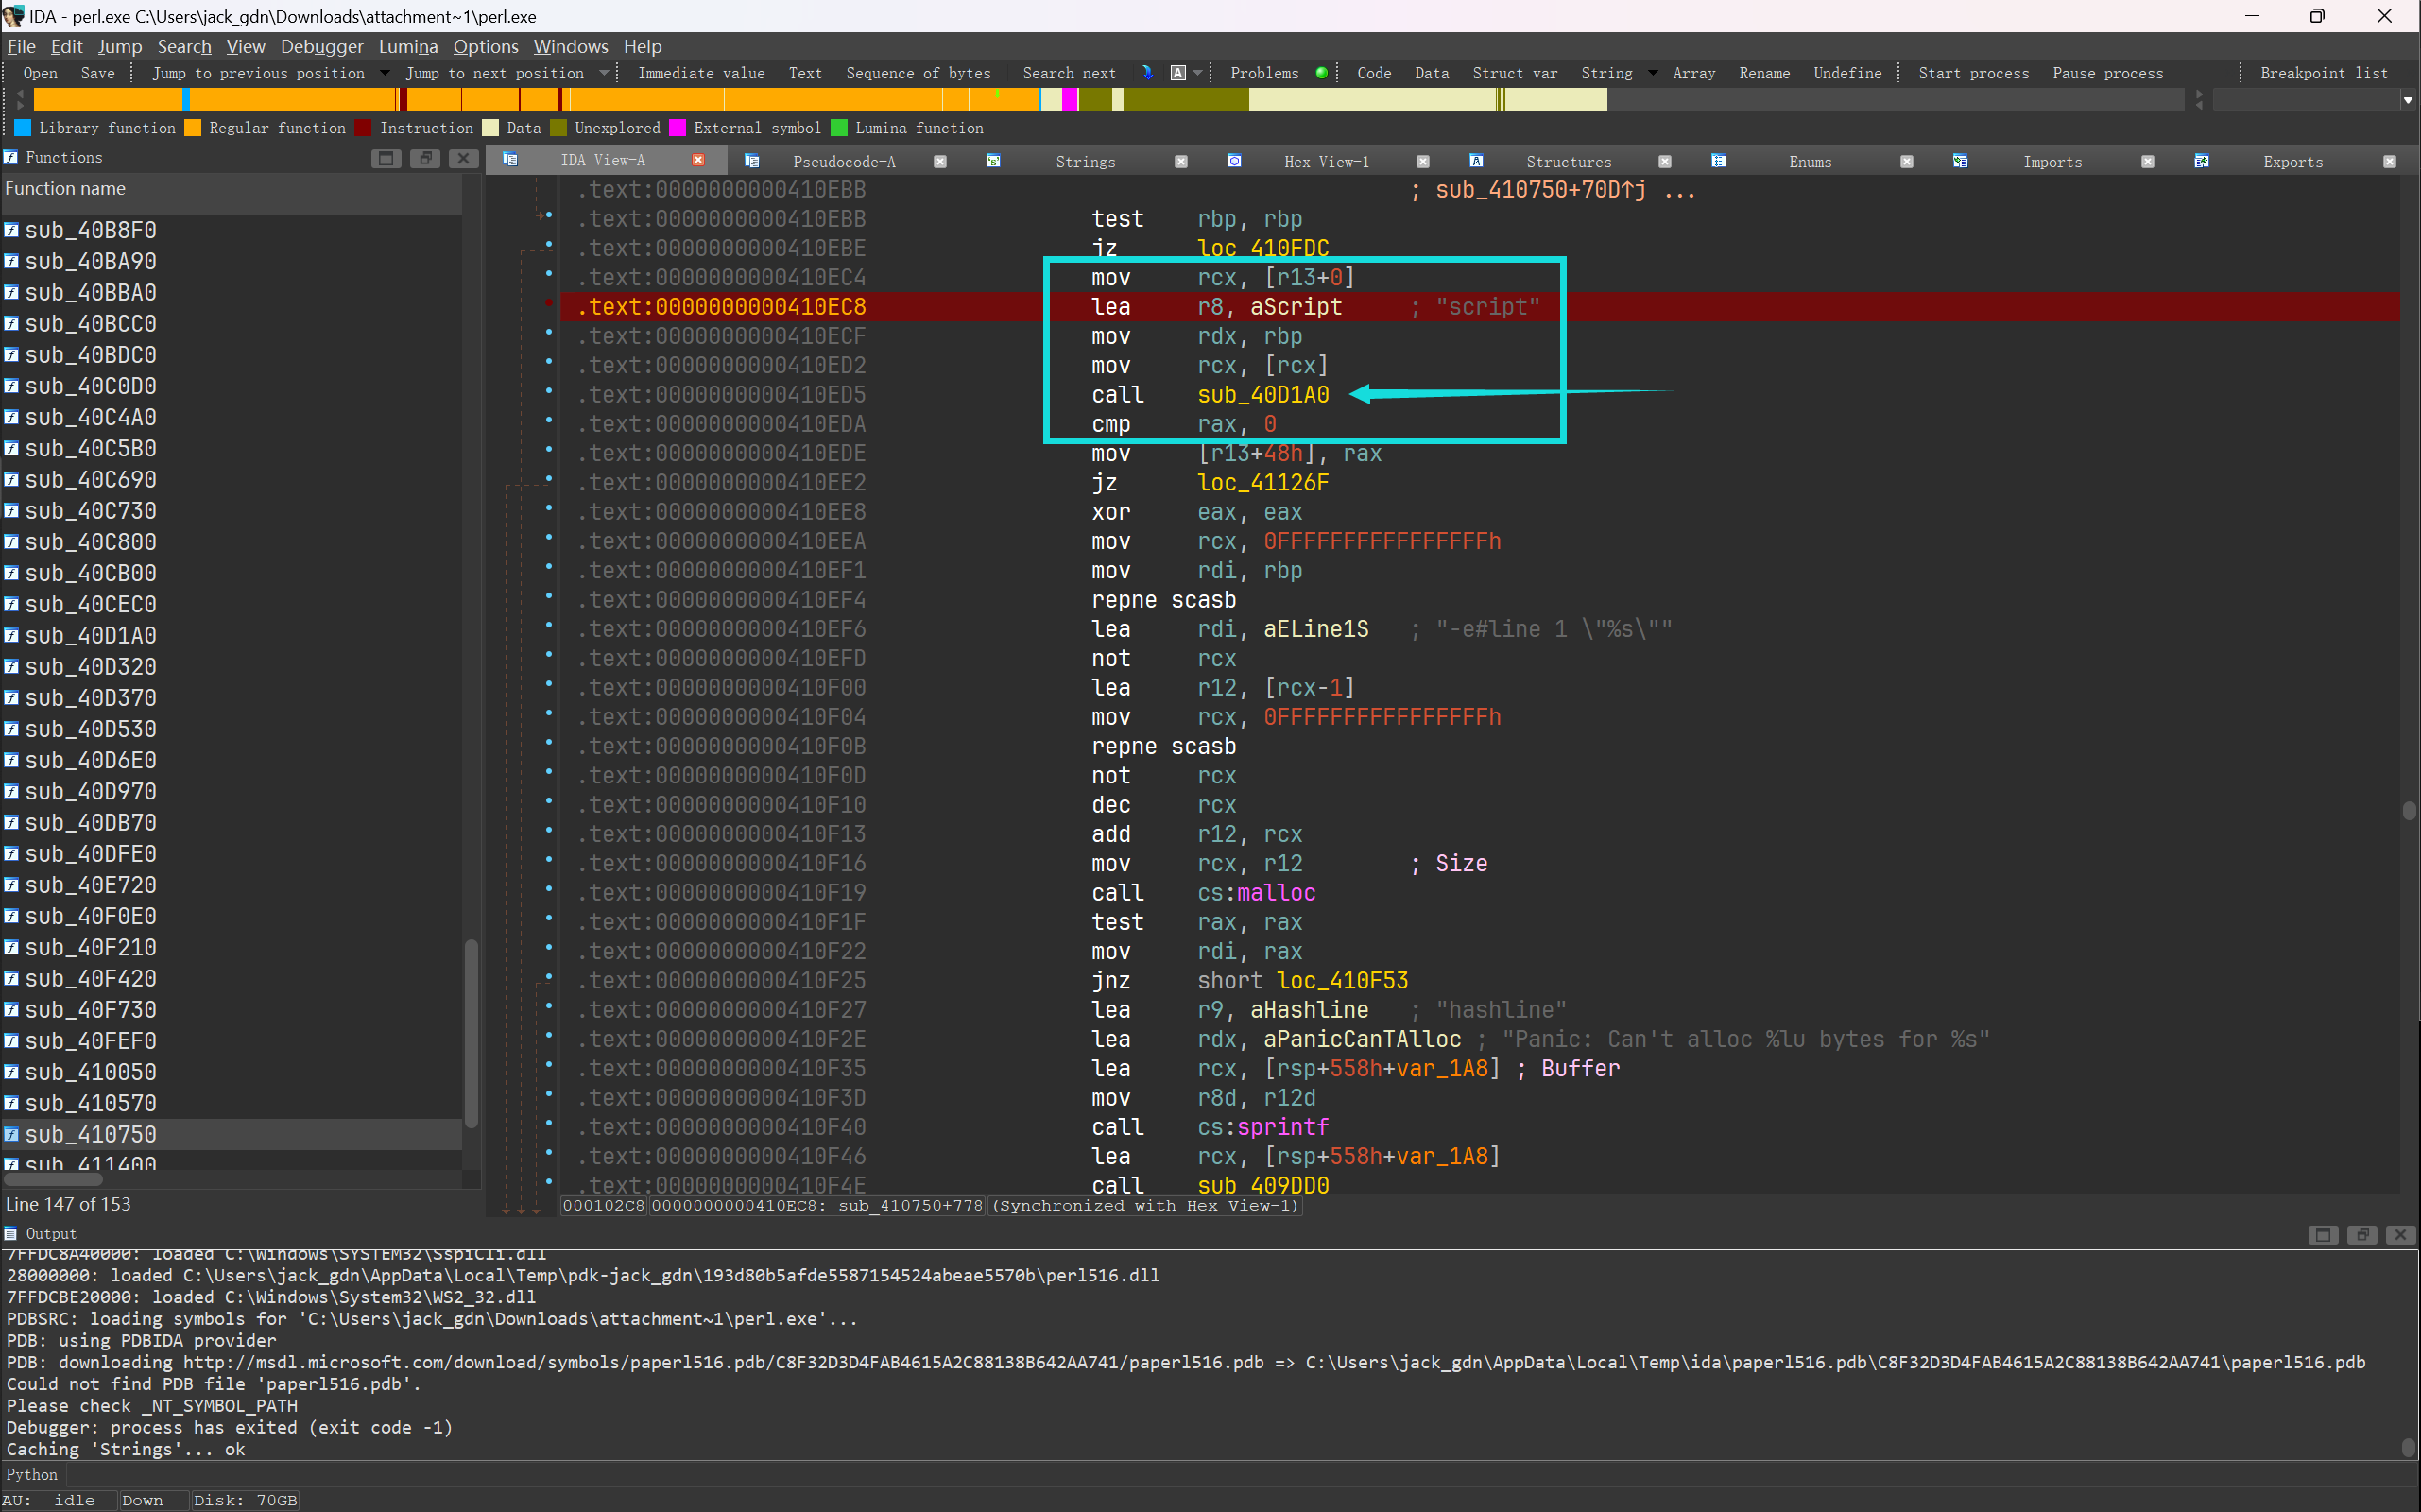 IDA - perl.exe C:\Users\jack_gdn\Downloads\attachment~1\perl.exe
File Edit Jump Search View Debugger Lumina Options Windows Help
Open Save Jump to previous position Jump to next position Immediate value Text Sequence of bytes Search next A Problems Code Data Struct var String Array Rename Undefine Start process Pause process Breakpoint list
Library function Regular function Instruction Data Unexplored External symbol Lumina function
Functions
IDA View-A Pseudocode-A Strings Hex View-1 Structures Enums Imports Exports
Function name
sub_40B8F0
sub_40BA90
sub_40BBA0
sub_40BCC0
sub_40BDC0
sub_40C0D0
sub_40C4A0
sub_40C5B0
sub_40C690
sub_40C730
sub_40C800
sub_40CB00
sub_40CEC0
sub_40D1A0
sub_40D320
sub_40D370
sub_40D530
sub_40D6E0
sub_40D970
sub_40DB70
sub_40DFE0
sub_40E720
sub_40F0E0
sub_40F210
sub_40F420
sub_40F730
sub_40FEF0
sub_410050
sub_410570
sub_410750
sub_411400
Line 147 of 153
.text:0000000000410EBB ; sub_410750+70D↑j ...
.text:0000000000410EBB test rbp, rbp
.text:0000000000410EBE jz loc_410FDC
.text:0000000000410EC4 mov rcx, [r13+0]
.text:0000000000410EC8 lea r8, aScript ; "script"
.text:0000000000410ECF mov rdx, rbp
.text:0000000000410ED2 mov rcx, [rcx]
.text:0000000000410ED5 call sub_40D1A0
.text:0000000000410EDA cmp rax, 0
.text:0000000000410EDE mov [r13+48h], rax
.text:0000000000410EE2 jz loc_41126F
.text:0000000000410EE8 xor eax, eax
.text:0000000000410EEA mov rcx, 0FFFFFFFFFFFFFFFFh
.text:0000000000410EF1 mov rdi, rbp
.text:0000000000410EF4 repne scasb
.text:0000000000410EF6 lea rdi, aELine1S ; "-e#line 1 \"%s\""
.text:0000000000410EFD not rcx
.text:0000000000410F00 lea r12, [rcx-1]
.text:0000000000410F04 mov rcx, 0FFFFFFFFFFFFFFFFh
.text:0000000000410F0B repne scasb
.text:0000000000410F0D not rcx
.text:0000000000410F10 dec rcx
.text:0000000000410F13 add r12, rcx
.text:0000000000410F16 mov rcx, r12 ; Size
.text:0000000000410F19 call cs:malloc
.text:0000000000410F1F test rax, rax
.text:0000000000410F22 mov rdi, rax
.text:0000000000410F25 jnz short loc_410F53
.text:0000000000410F27 lea r9, aHashline ; "hashline"
.text:0000000000410F2E lea rdx, aPanicCanTAlloc ; "Panic: Can't alloc %lu bytes for %s"
.text:0000000000410F35 lea rcx, [rsp+558h+var_1A8] ; Buffer
.text:0000000000410F3D mov r8d, r12d
.text:0000000000410F40 call cs:sprintf
.text:0000000000410F46 lea rcx, [rsp+558h+var_1A8]
.text:0000000000410F4E call sub_409DD0
000102C8 0000000000410EC8: sub_410750+778 (Synchronized with Hex View-1)
Output
7FFDC8A40000: loaded C:\Windows\SYSTEM32\SspiCli.dll
28000000: loaded C:\Users\jack_gdn\AppData\Local\Temp\pdk-jack_gdn\193d80b5afde5587154524abeae5570b\perl516.dll
7FFDCBE20000: loaded C:\Windows\System32\WS2_32.dll
PDBSRC: loading symbols for 'C:\Users\jack_gdn\Downloads\attachment~1\perl.exe'...
PDB: using PDBIDA provider
PDB: downloading http://msdl.microsoft.com/download/symbols/paperl516.pdb/C8F32D3D4FAB4615A2C88138B642AA741/paperl516.pdb => C:\Users\jack_gdn\AppData\Local\Temp\ida\paperl516.pdb\C8F32D3D4FAB4615A2C88138B642AA741\paperl516.pdb
Could not find PDB file 'paperl516.pdb'.
Please check _NT_SYMBOL_PATH
Debugger: process has exited (exit code -1)
Caching 'Strings'... ok
Python
AU: idle Down Disk: 70GB